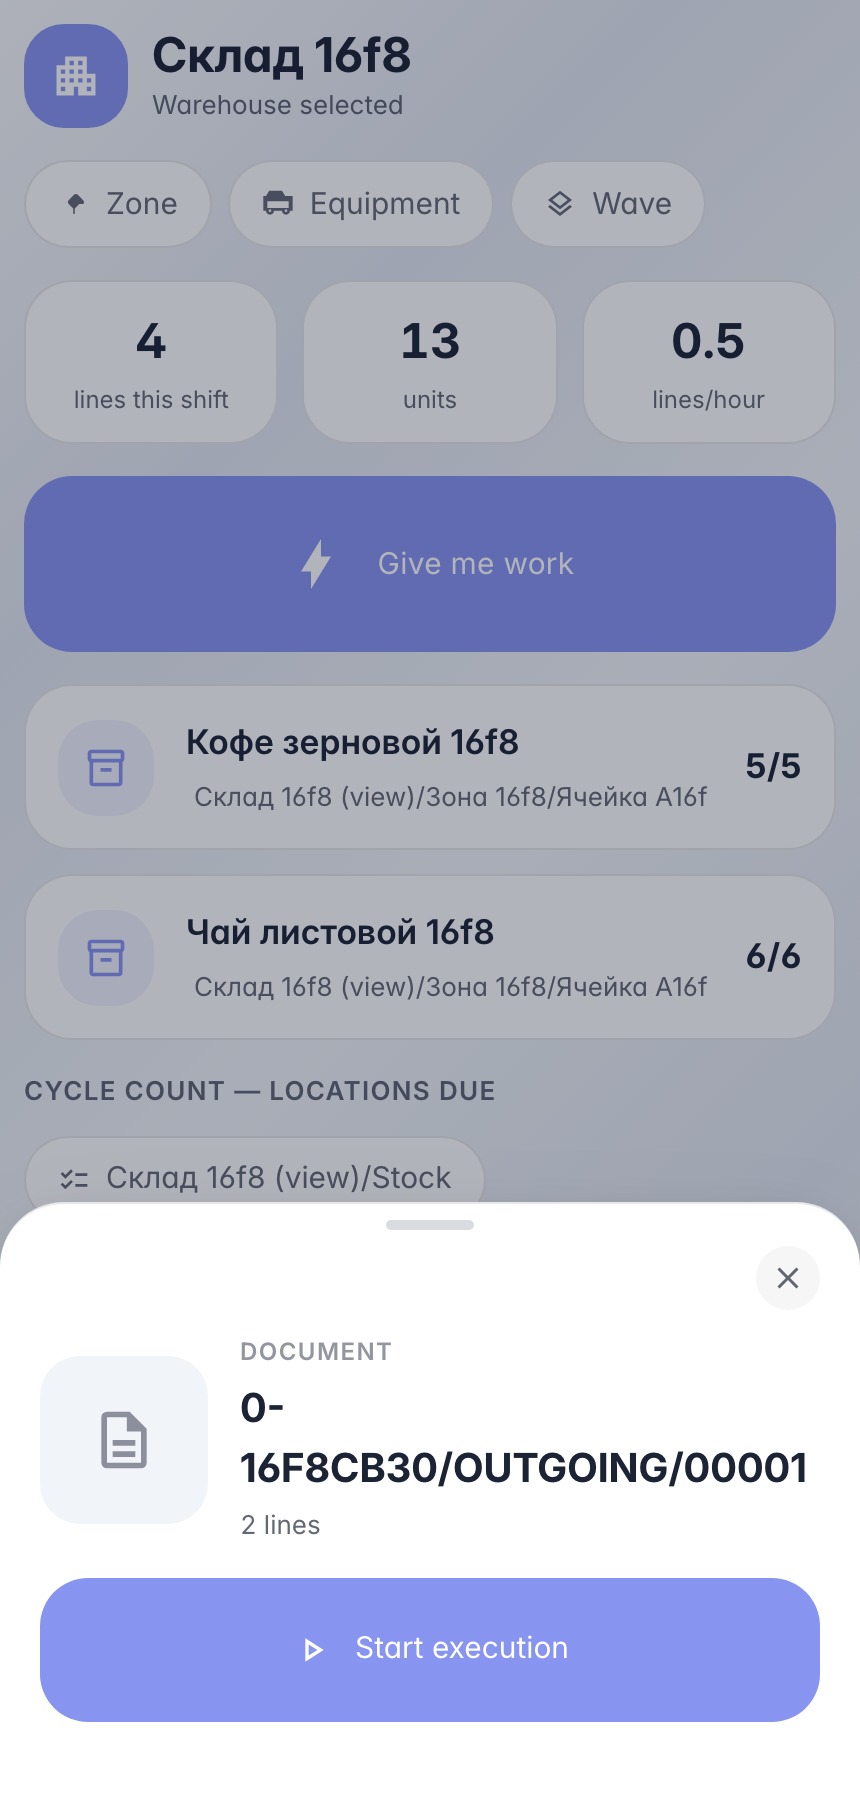 Склад 16f8
Warehouse selected
Zone
Equipment
Wave
4
lines this shift
13
units
0.5
lines/hour
Give me work
Кофе зерновой 16f8
Склад 16f8 (view)/Зона 16f8/Ячейка A16f
5/5
Чай листовой 16f8
Склад 16f8 (view)/Зона 16f8/Ячейка A16f
6/6
CYCLE COUNT — LOCATIONS DUE
Склад 16f8 (view)/Stock
DOCUMENT
0-
16F8CB30/OUTGOING/00001
2 lines
Start execution